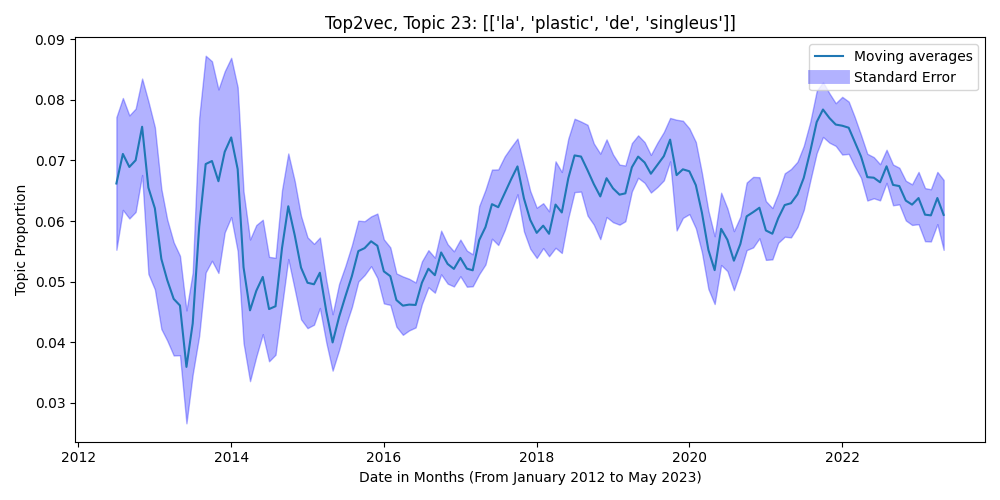 Top2vec, Topic 23: [['la', 'plastic', 'de', 'singleus']]
Moving averages
Standard Error
Topic Proportion
0.09
0.08
0.07
0.06
0.05
0.04
0.03
2012 2014 2016 2018 2020 2022
Date in Months (From January 2012 to May 2023)